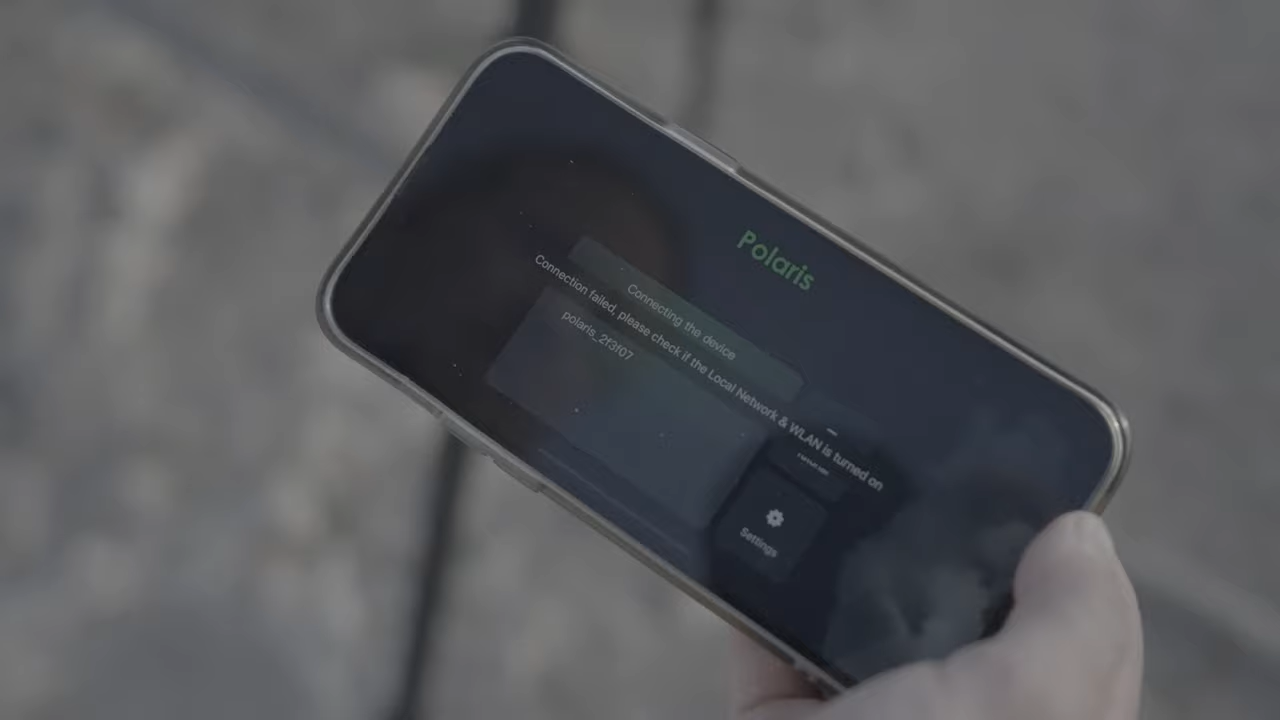 Polaris
Connecting the device
Connection failed, please check if the Local Network & WLAN is turned on
polaris_2f3f07
Settings